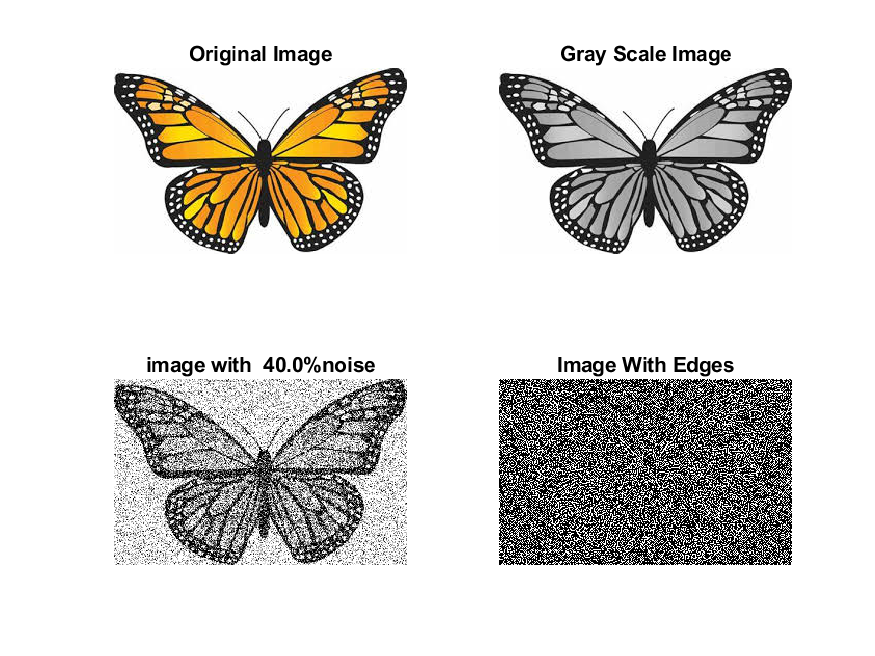 Original Image
Gray Scale Image
image with  40.0%noise
Image With Edges